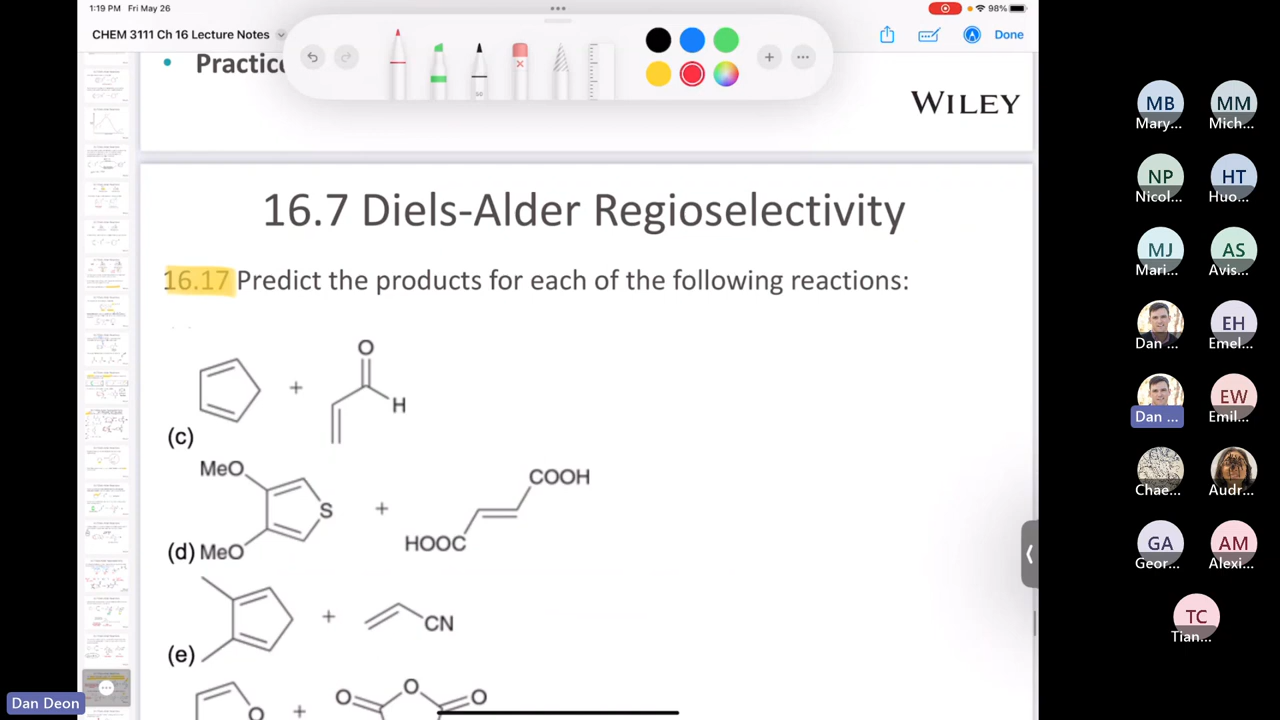 1:19 PM Fri May 26
98%
CHEM 3111 Ch 16 Lecture Notes
Done
• Practice
WILEY
16.7 Diels-Alder Regioselectivity
16.17 Predict the products for each of the following reactions:
O
+
H
(c)
MeO
S
+
COOH
HOOC
(d) MeO
+
CN
(e)
O
+
O
O
O
MB
Mary...
MM
Mich...
NP
Nicol...
HT
Huo...
MJ
Mari...
AS
Avis...
Dan ...
EH
Emel...
Dan ...
EW
Emil...
Chae...
Audr...
GA
Geor...
AM
Alexi...
TC
Tian...
Dan Deon